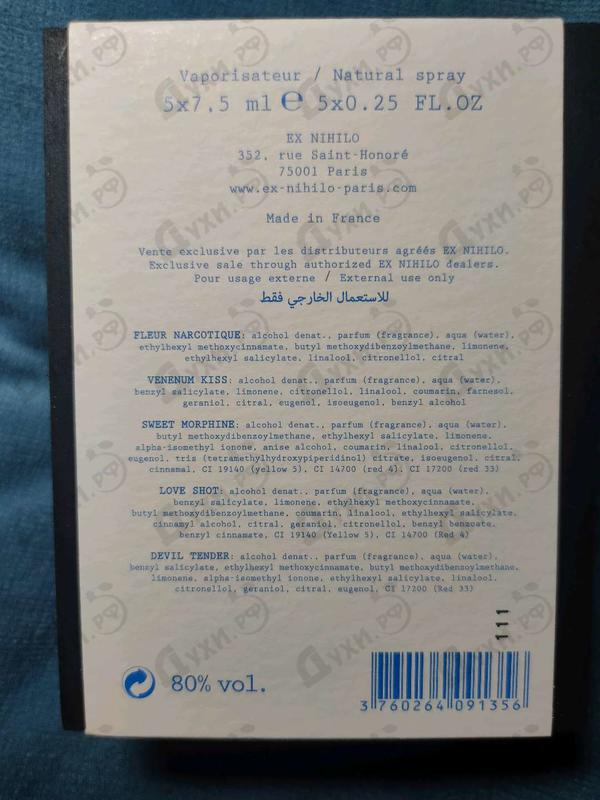 Vaporisateur / Natural spray
5x7,5 ml ℮ 5x0.25 FL.OZ
EX NIHILO
352, rue Saint-Honoré
75001 Paris
www.ex-nihilo-paris.com
Made in France
Vente exclusive par les distributeurs agréés EX NIHILO.
Exclusive sale through authorized EX NIHILO dealers.
Pour usage externe / External use only
للاستعمال الخارجي فقط
FLEUR NARCOTIQUE: alcohol denat., parfum (fragrance), aqua (water),
ethylhexyl methoxycinnamate, butyl methoxydibenzoylmethane, limonene,
ethylhexyl salicylate, linalool, citronellol, citral
VENENUM KISS: alcohol denat., parfum (fragrance), aqua (water),
benzyl salicylate, limonene, citronellol, linalool, coumarin, farnesol,
geraniol, citral, eugenol, isoeugenol, benzyl alcohol
SWEET MORPHINE: alcohol denat., parfum (fragrance), aqua (water),
butyl methoxydibenzoylmethane, ethylhexyl salicylate, limonene,
alpha-isomethyl ionone, anise alcohol, coumarin, linalool, citronellol,
eugenol, tris (tetramethylhydroxypiperidinol) citrate, isoeugenol, citral,
cinnamal, CI 19140 (yellow 5), CI 14700 (red 4), CI 17200 (red 33)
LOVE SHOT: alcohol denat., parfum (fragrance), aqua (water),
benzyl salicylate, limonene, ethylhexyl methoxycinnamate,
butyl methoxydibenzoylmethane, coumarin, linalool, ethylhexyl salicylate,
cinnamyl alcohol, citral, geraniol, citronellol, benzyl benzoate,
benzyl cinnamate, CI 19140 (Yellow 5), CI 14700 (Red 4)
DEVIL TENDER: alcohol denat., parfum (fragrance), aqua (water),
benzyl salicylate, ethylhexyl methoxycinnamate, butyl methoxydibenzoylmethane,
limonene, alpha-isomethyl ionone, ethylhexyl salicylate, linalool,
citronellol, geraniol, citral, eugenol, CI 17200 (Red 33)
111
80% vol.
3 760264 091356
Духи.РФ